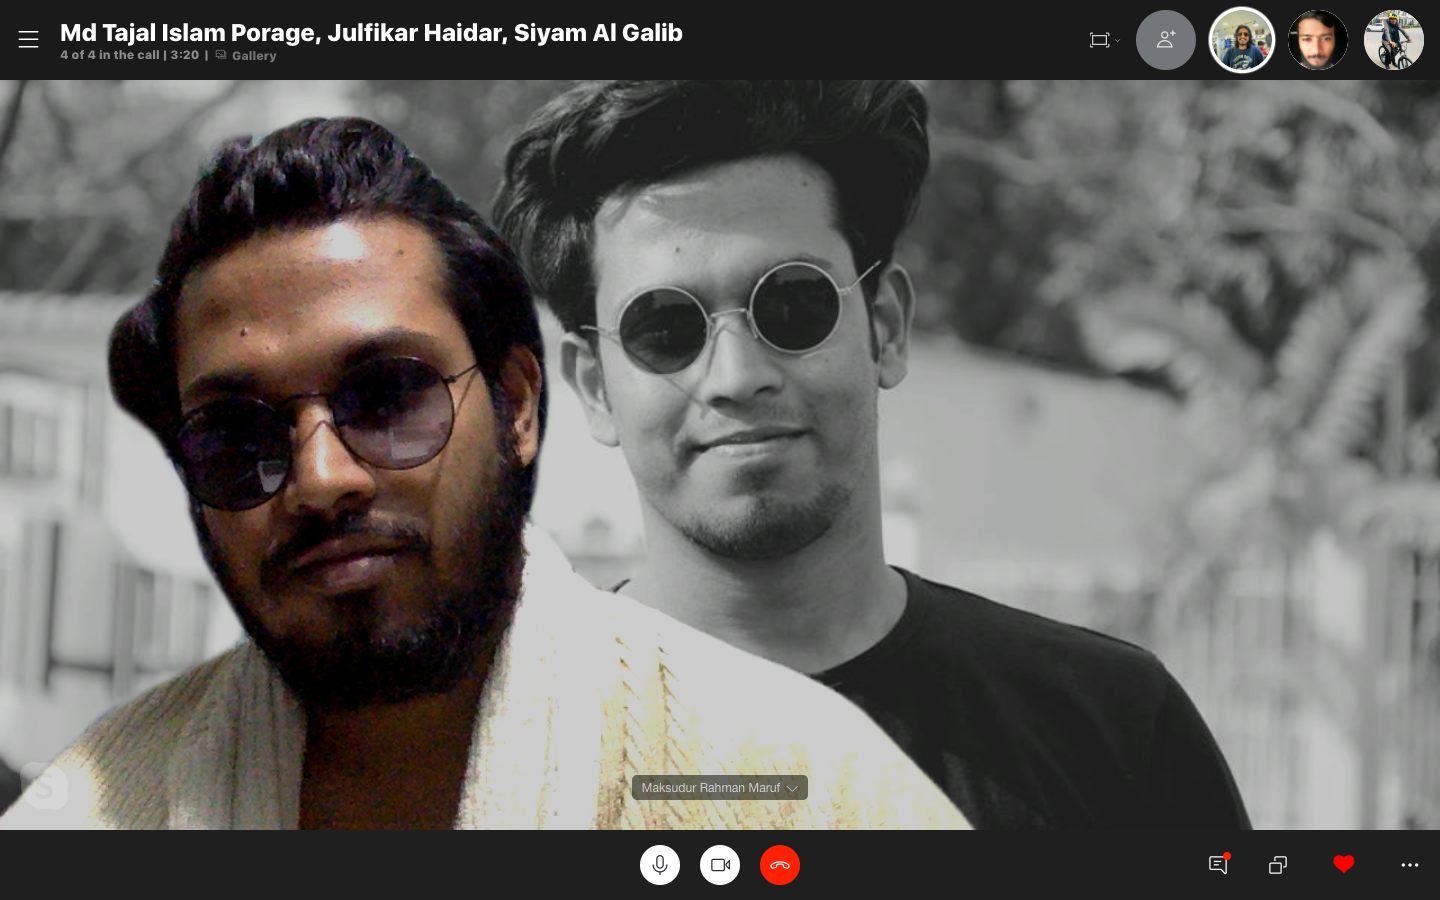 Md Tajal Islam Porage, Julfikar Haidar, Siyam Al Galib
4 of 4 in the call | 3:20 | Gallery
Maksudur Rahman Maruf
S